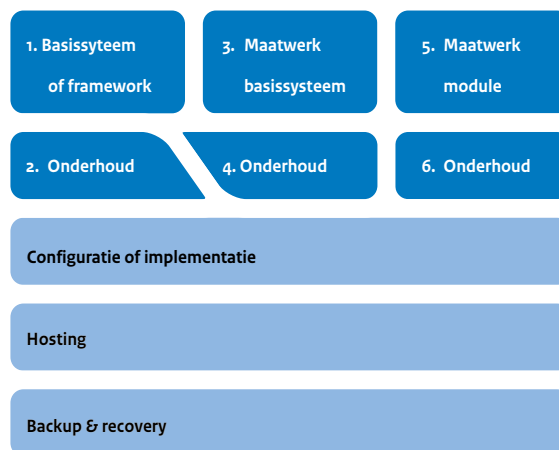 1. Basissyteem
of framework
3. Maatwerk
basissysteem
5. Maatwerk
module
2. Onderhoud
4. Onderhoud
6. Onderhoud
Configuratie of implementatie
Hosting
Backup & recovery